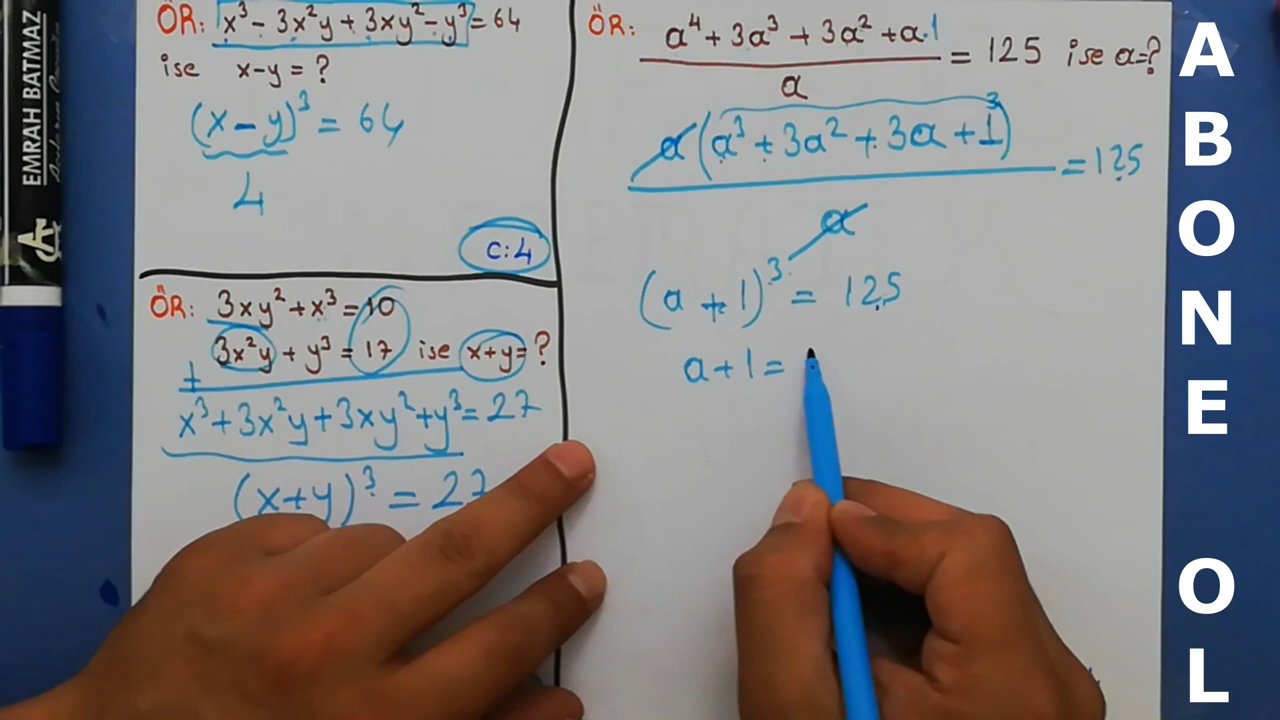 EMRAH BATMAZ
ÖR: x³ - 3x²y + 3xy² - y³ = 64
ise x-y = ?
(x-y)³ = 64
4
C:4
ÖR: 3xy² + x³ = 10
3x²y + y³ = 17 ise x+y = ?
+
x³ + 3x²y + 3xy² + y³ = 27
(x+y)³ = 27
ÖR: a⁴ + 3a³ + 3a² + a.1 = 125 ise a=?
a
a(a³ + 3a² + 3a + 1³) = 125
a
(a + 1)³ = 125
a + 1 =
ABONE
OL